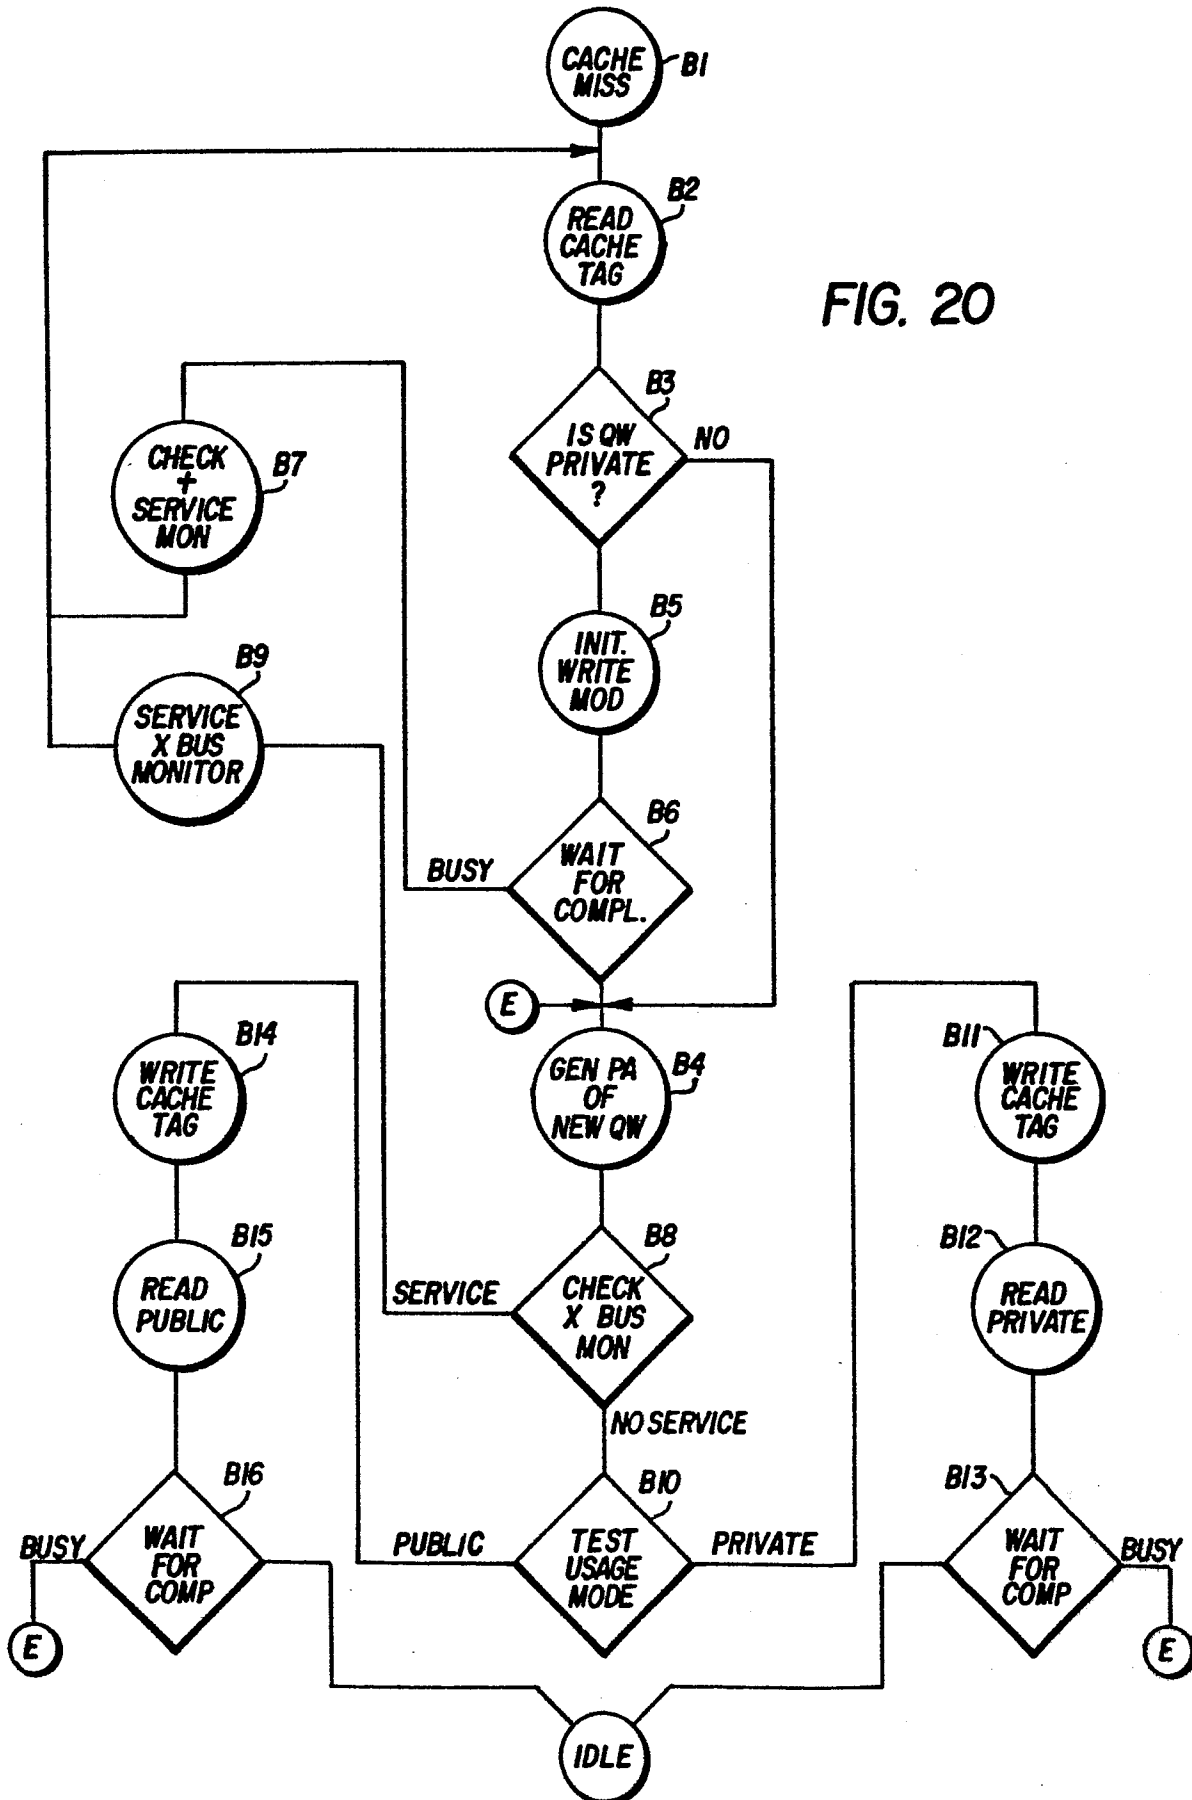 CACHE
MISS
B1
B2
READ
CACHE
TAG
FIG. 20
B3
IS QW
PRIVATE
?
NO
CHECK
+
SERVICE
MON
B7
B5
INIT.
WRITE
MOD
B9
SERVICE
X BUS
MONITOR
B6
WAIT
FOR
COMPL.
BUSY
E
B14
WRITE
CACHE
TAG
GEN PA
OF
NEW QW
B4
B11
WRITE
CACHE
TAG
B15
READ
PUBLIC
B8
CHECK
X BUS
MON
SERVICE
NO SERVICE
B12
READ
PRIVATE
B16
WAIT
FOR
COMP
BUSY
E
B10
TEST
USAGE
MODE
PUBLIC
PRIVATE
B13
WAIT
FOR
COMP
BUSY
E
IDLE